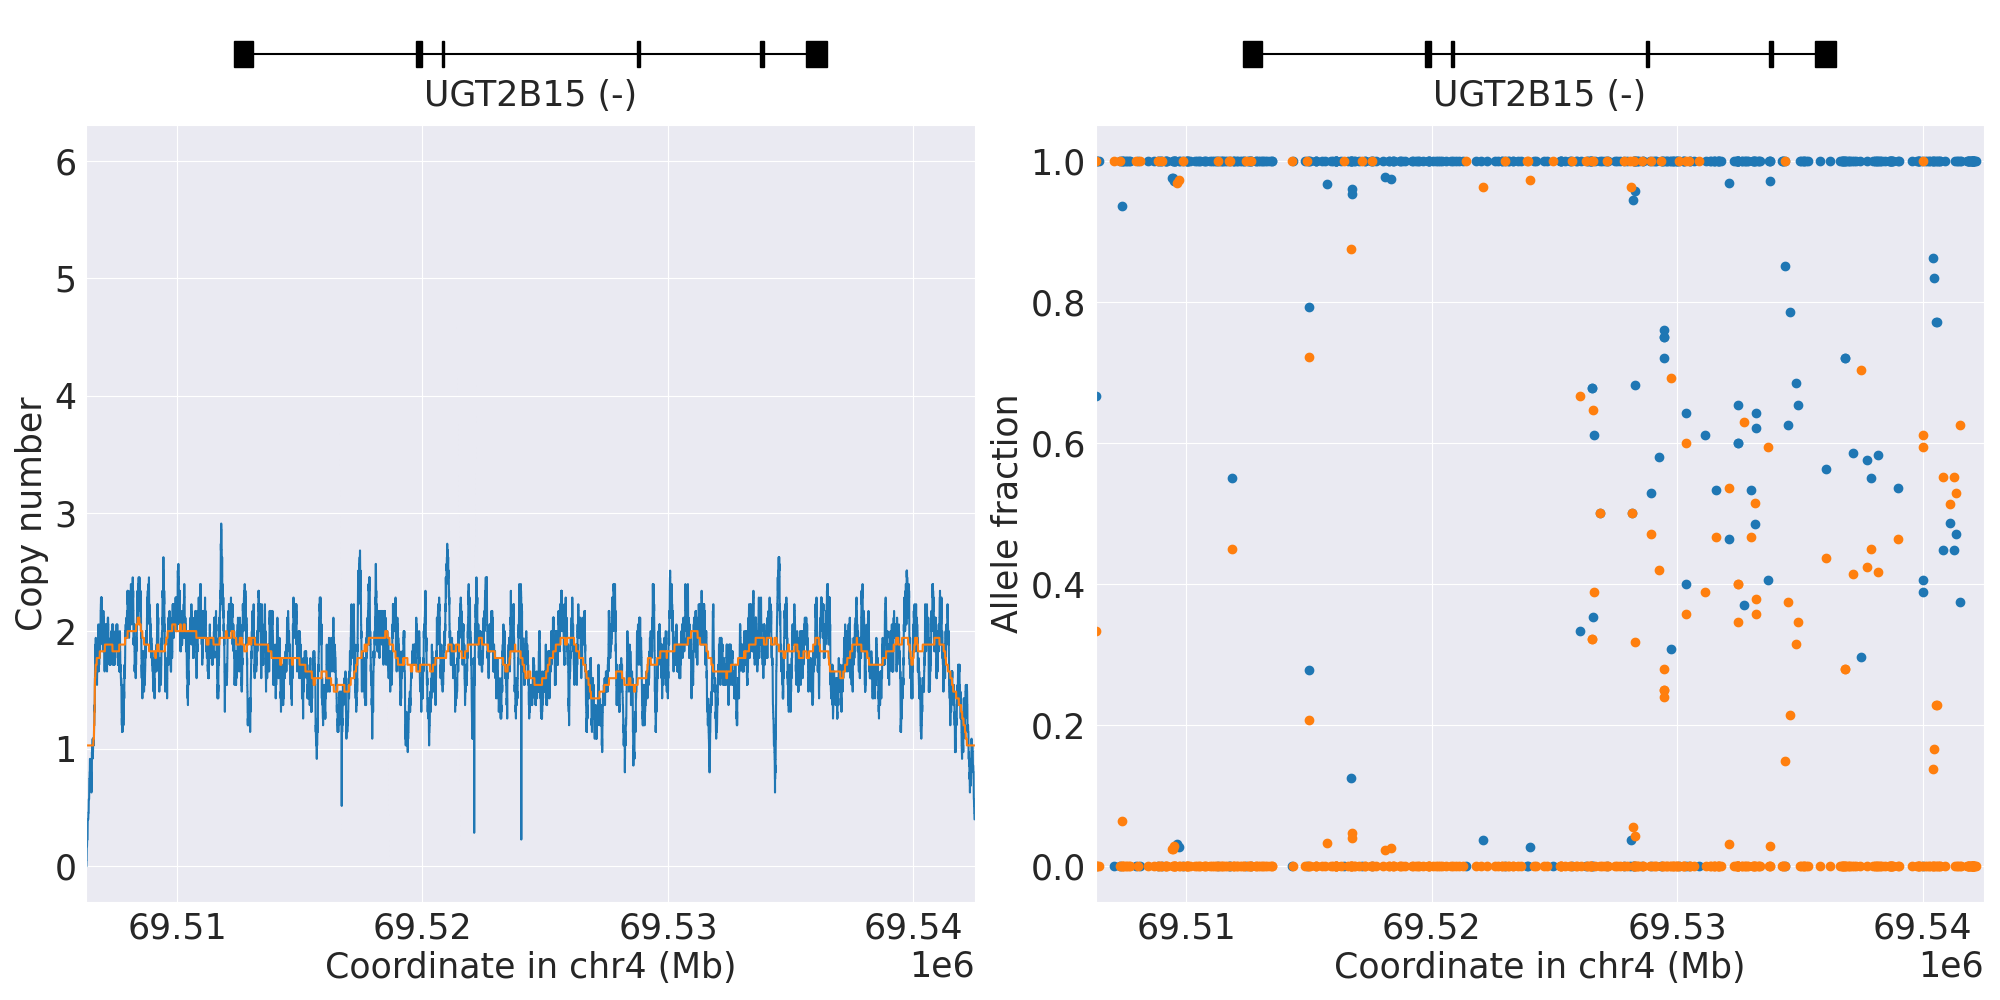 UGT2B15 (-)
Copy number
6
5
4
3
2
1
0
69.51 69.52 69.53 69.54
Coordinate in chr4 (Mb)
1e6
UGT2B15 (-)
Allele fraction
1.0
0.8
0.6
0.4
0.2
0.0
69.51 69.52 69.53 69.54
Coordinate in chr4 (Mb)
1e6